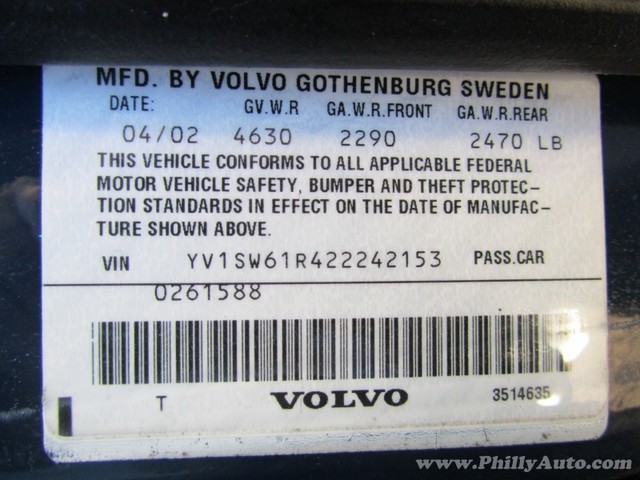 MFD. BY VOLVO GOTHENBURG SWEDEN
DATE: GV.W.R GA.W.R.FRONT GA.W.R.REAR
04/02 4630 2290 2470 LB
THIS VEHICLE CONFORMS TO ALL APPLICABLE FEDERAL
MOTOR VEHICLE SAFETY, BUMPER AND THEFT PROTEC-
TION STANDARDS IN EFFECT ON THE DATE OF MANUFAC-
TURE SHOWN ABOVE.
VIN YV1SW61R422242153 PASS.CAR
0261588
T VOLVO 3514635
www.PhillyAuto.com